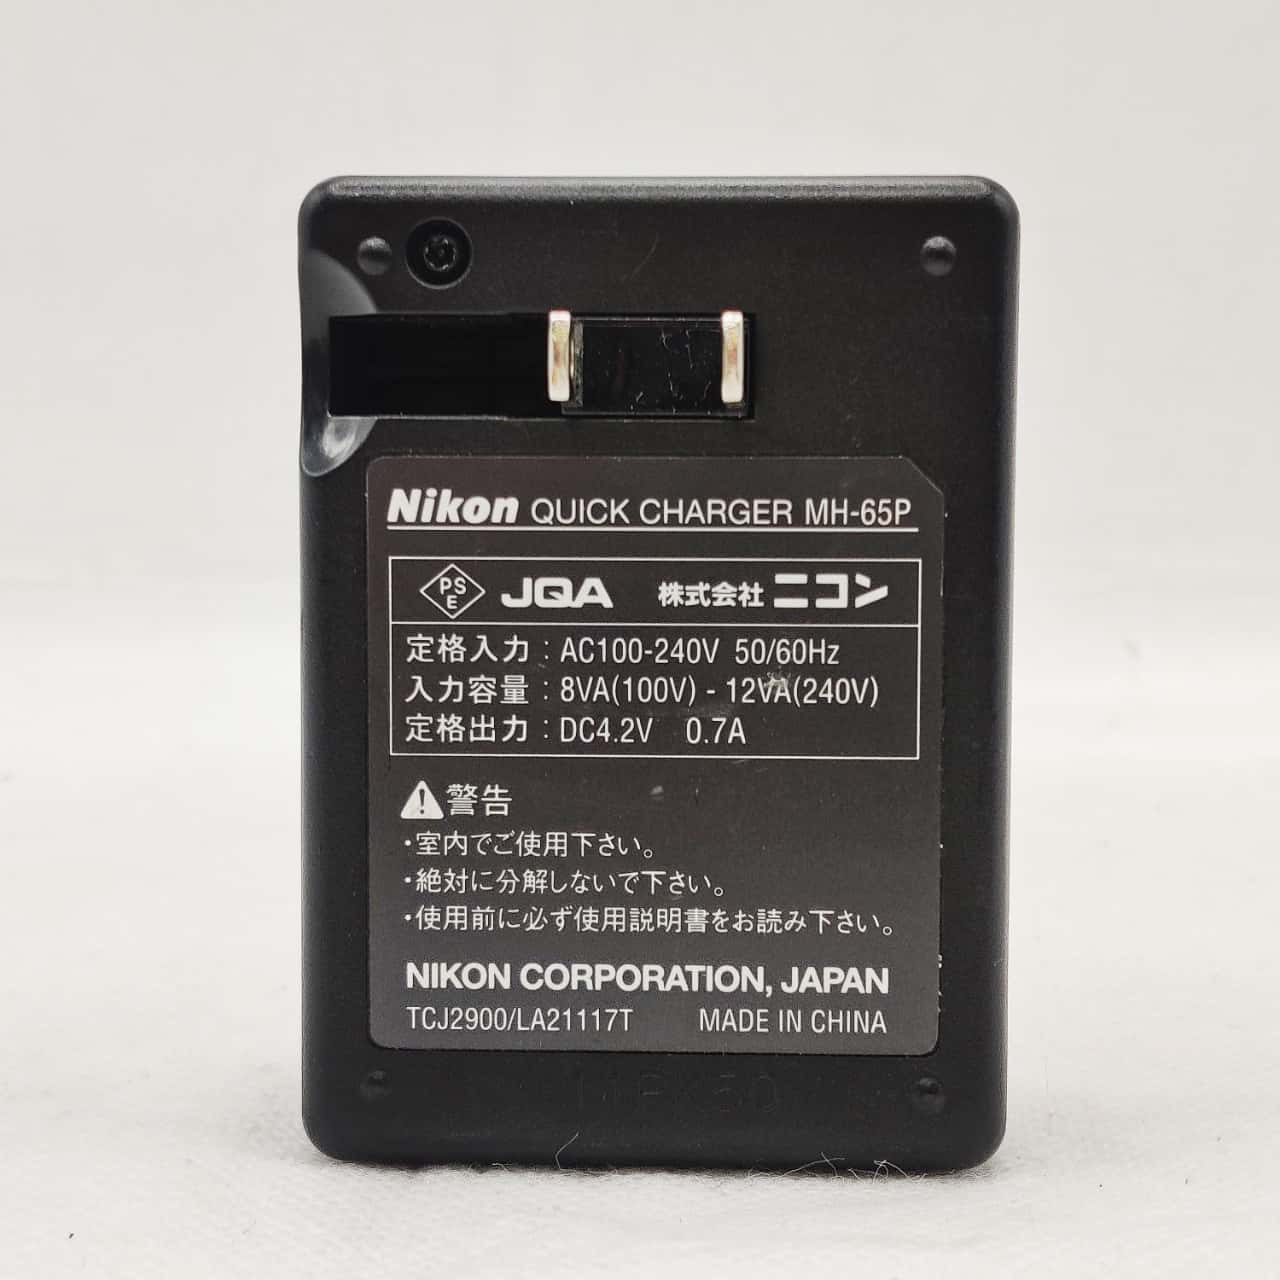 Nikon QUICK CHARGER MH-65P
PS
E
JQA 株式会社 ニコン
定格入力：AC100-240V 50/60Hz
入力容量：8VA(100V) - 12VA(240V)
定格出力：DC4.2V 0.7A
警告
・室内でご使用下さい。
・絶対に分解しないで下さい。
・使用前に必ず使用説明書をお読み下さい。
NIKON CORPORATION, JAPAN
TCJ2900/LA21117T MADE IN CHINA